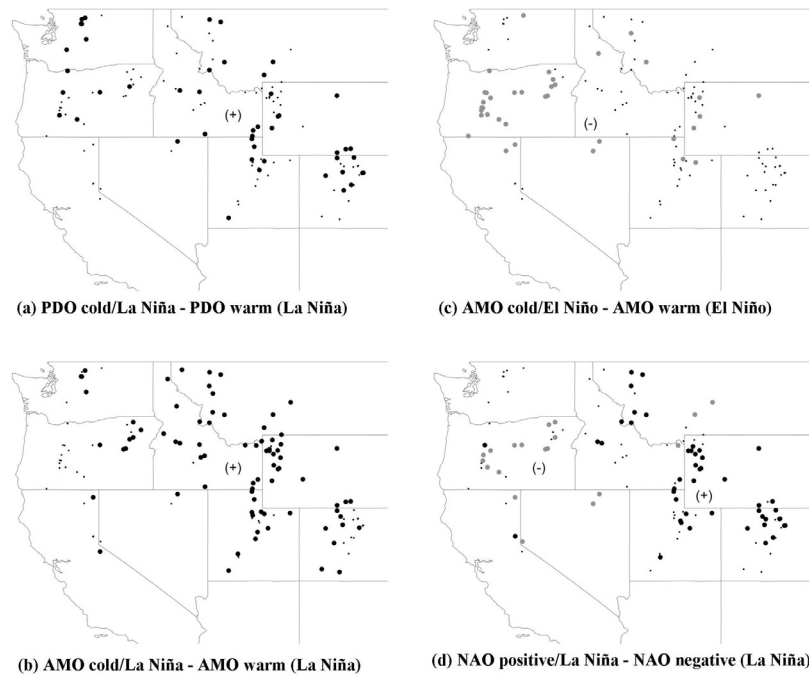 (+)
(a) PDO cold/La Niña - PDO warm (La Niña)
(-)
(c) AMO cold/El Niño - AMO warm (El Niño)
(+)
(b) AMO cold/La Niña - AMO warm (La Niña)
(-)
(+)
(d) NAO positive/La Niña - NAO negative (La Niña)